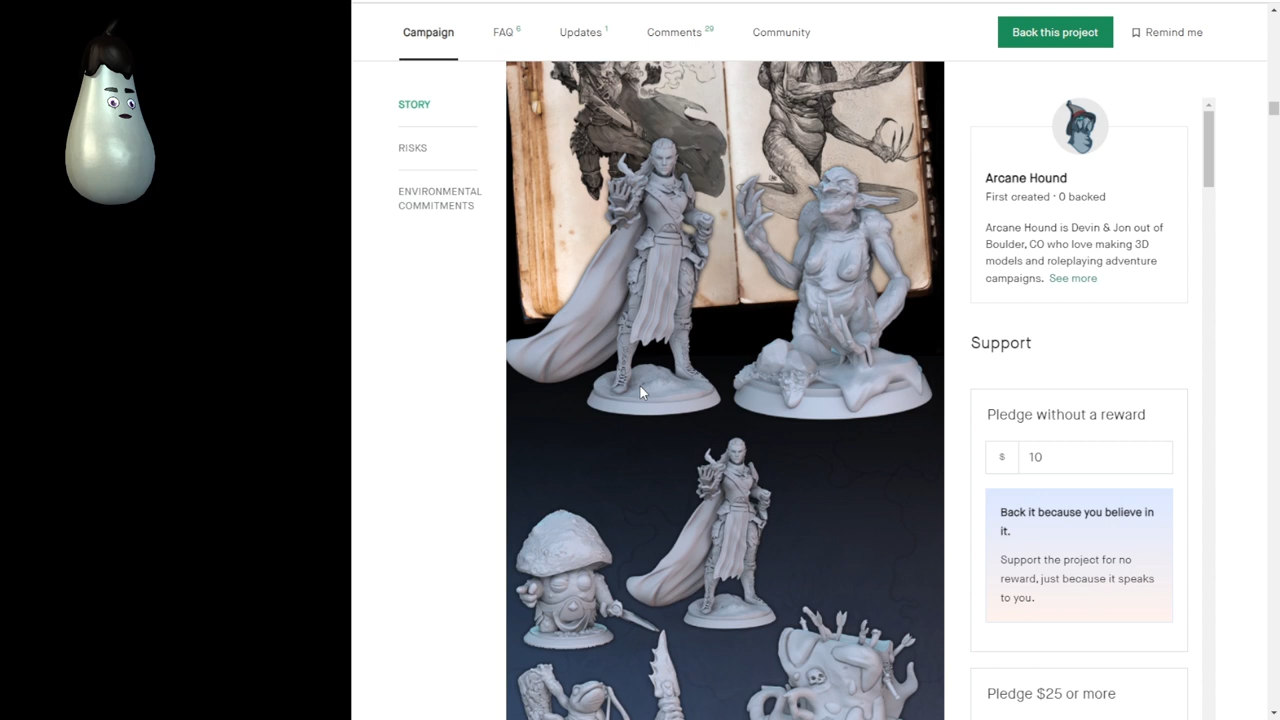 Campaign
FAQ 6
Updates 1
Comments 29
Community
Back this project
Remind me
STORY
RISKS
ENVIRONMENTAL
COMMITMENTS
Arcane Hound
First created · 0 backed
Arcane Hound is Devin & Jon out of
Boulder, CO who love making 3D
models and roleplaying adventure
campaigns. See more
Support
Pledge without a reward
$ 10
Back it because you believe in
it.
Support the project for no
reward, just because it speaks
to you.
Pledge $25 or more